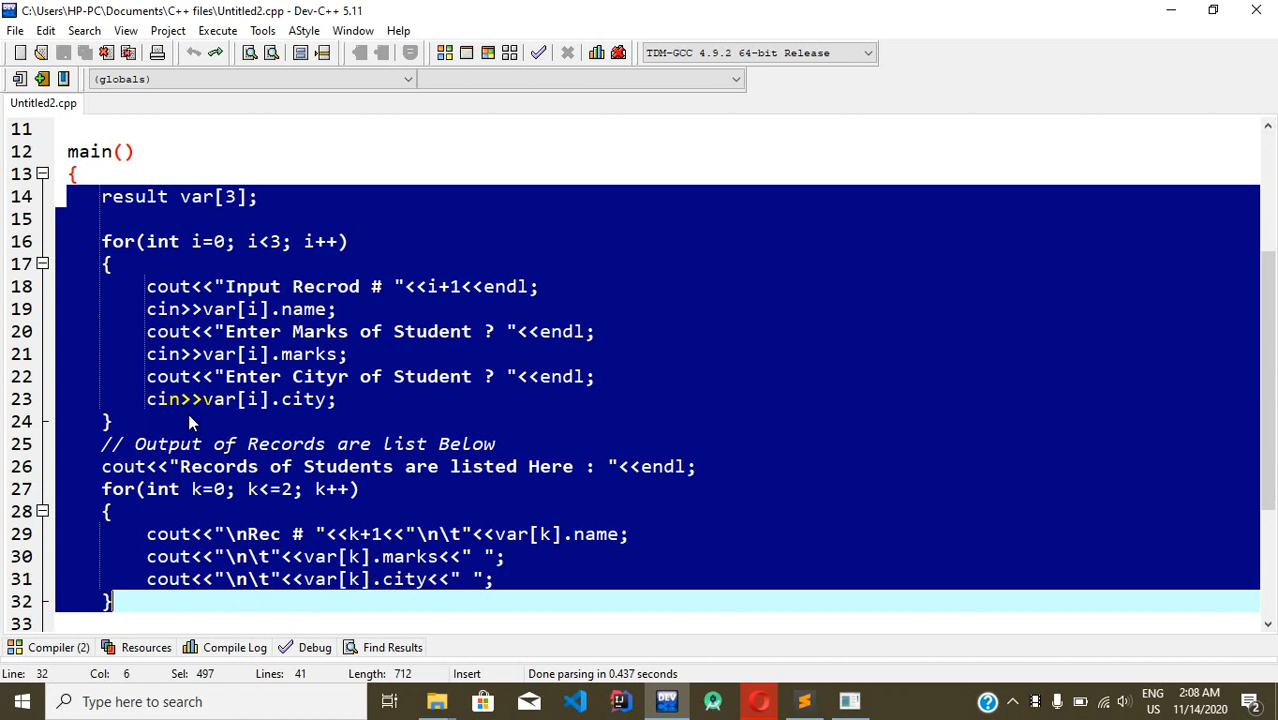 C:\Users\HP-PC\Documents\C++ files\Untitled2.cpp - Dev-C++ 5.11
File Edit Search View Project Execute Tools AStyle Window Help
TDM-GCC 4.9.2 64-bit Release
(globals)
Untitled2.cpp
11
12 main()
13 {
14 result var[3];
15
16 for(int i=0; i<3; i++)
17 {
18 cout<<"Input Recrod # "<<i+1<<endl;
19 cin>>var[i].name;
20 cout<<"Enter Marks of Student ? "<<endl;
21 cin>>var[i].marks;
22 cout<<"Enter Cityr of Student ? "<<endl;
23 cin>>var[i].city;
24 }
25 // Output of Records are list Below
26 cout<<"Records of Students are listed Here : "<<endl;
27 for(int k=0; k<=2; k++)
28 {
29 cout<<"\nRec # "<<k+1<<"\n\t"<<var[k].name;
30 cout<<"\n\t"<<var[k].marks<<" ";
31 cout<<"\n\t"<<var[k].city<<" ";
32 }
33
Compiler (2) Resources Compile Log Debug Find Results
Line: 32 Col: 6 Sel: 497 Lines: 41 Length: 712 Insert Done parsing in 0.437 seconds
Type here to search
DEV
ENG
US
2:08 AM
11/14/2020
2